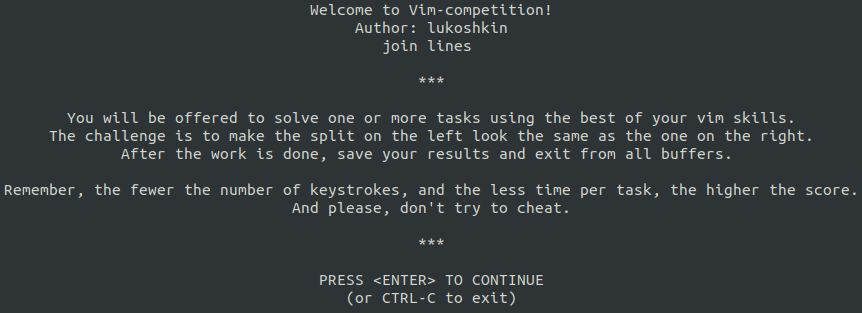 Welcome to Vim-competition!
Author: lukoshkin
join lines
***
You will be offered to solve one or more tasks using the best of your vim skills.
The challenge is to make the split on the left look the same as the one on the right.
After the work is done, save your results and exit from all buffers.
Remember, the fewer the number of keystrokes, and the less time per task, the higher the score.
And please, don't try to cheat.
***
PRESS <ENTER> TO CONTINUE
(or CTRL-C to exit)